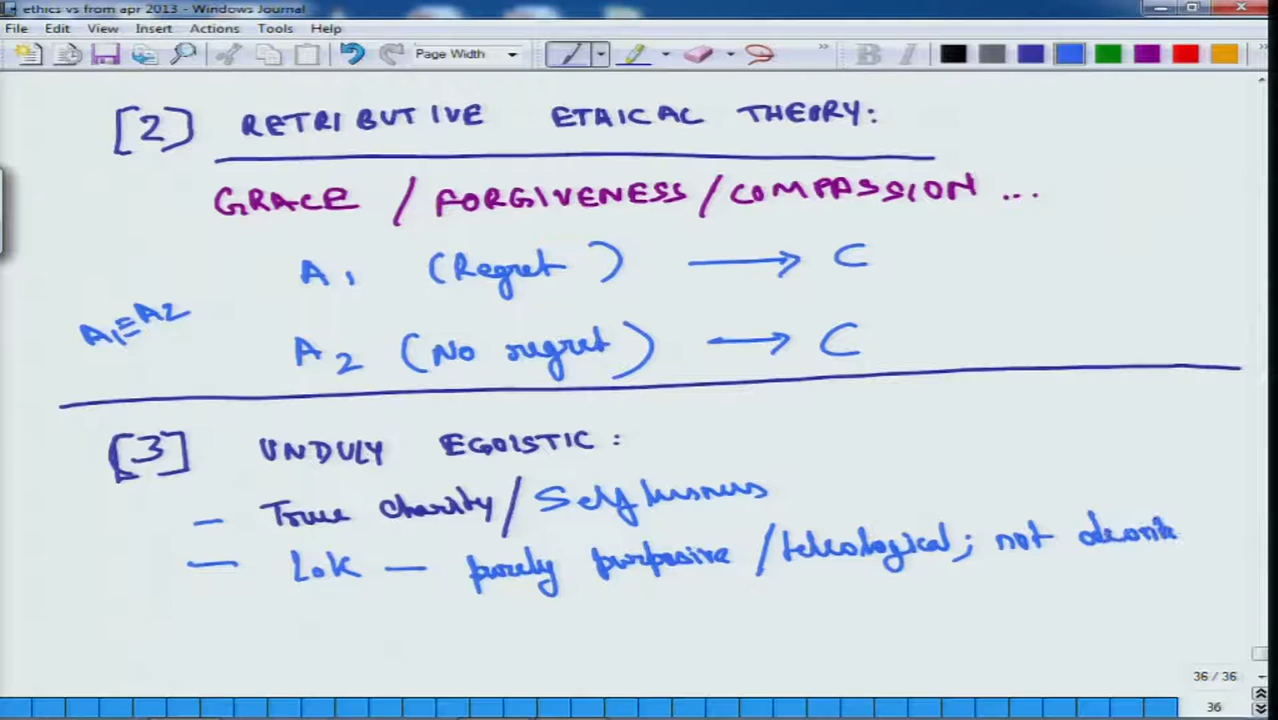 ethics vs from apr 2013 - Windows Journal
File Edit View Insert Actions Tools Help
Page Width
[2] RETRIBUTIVE ETHICAL THEORY:
GRACE / FORGIVENESS / COMPASSION ...
A1 (Regret) → C
A1≡A2
A2 (No regret) → C
[3] UNDULY EGOISTIC:
- True charity / Selflessness
- LoK - purely purposive / teleological; not deonto
36 / 36
36